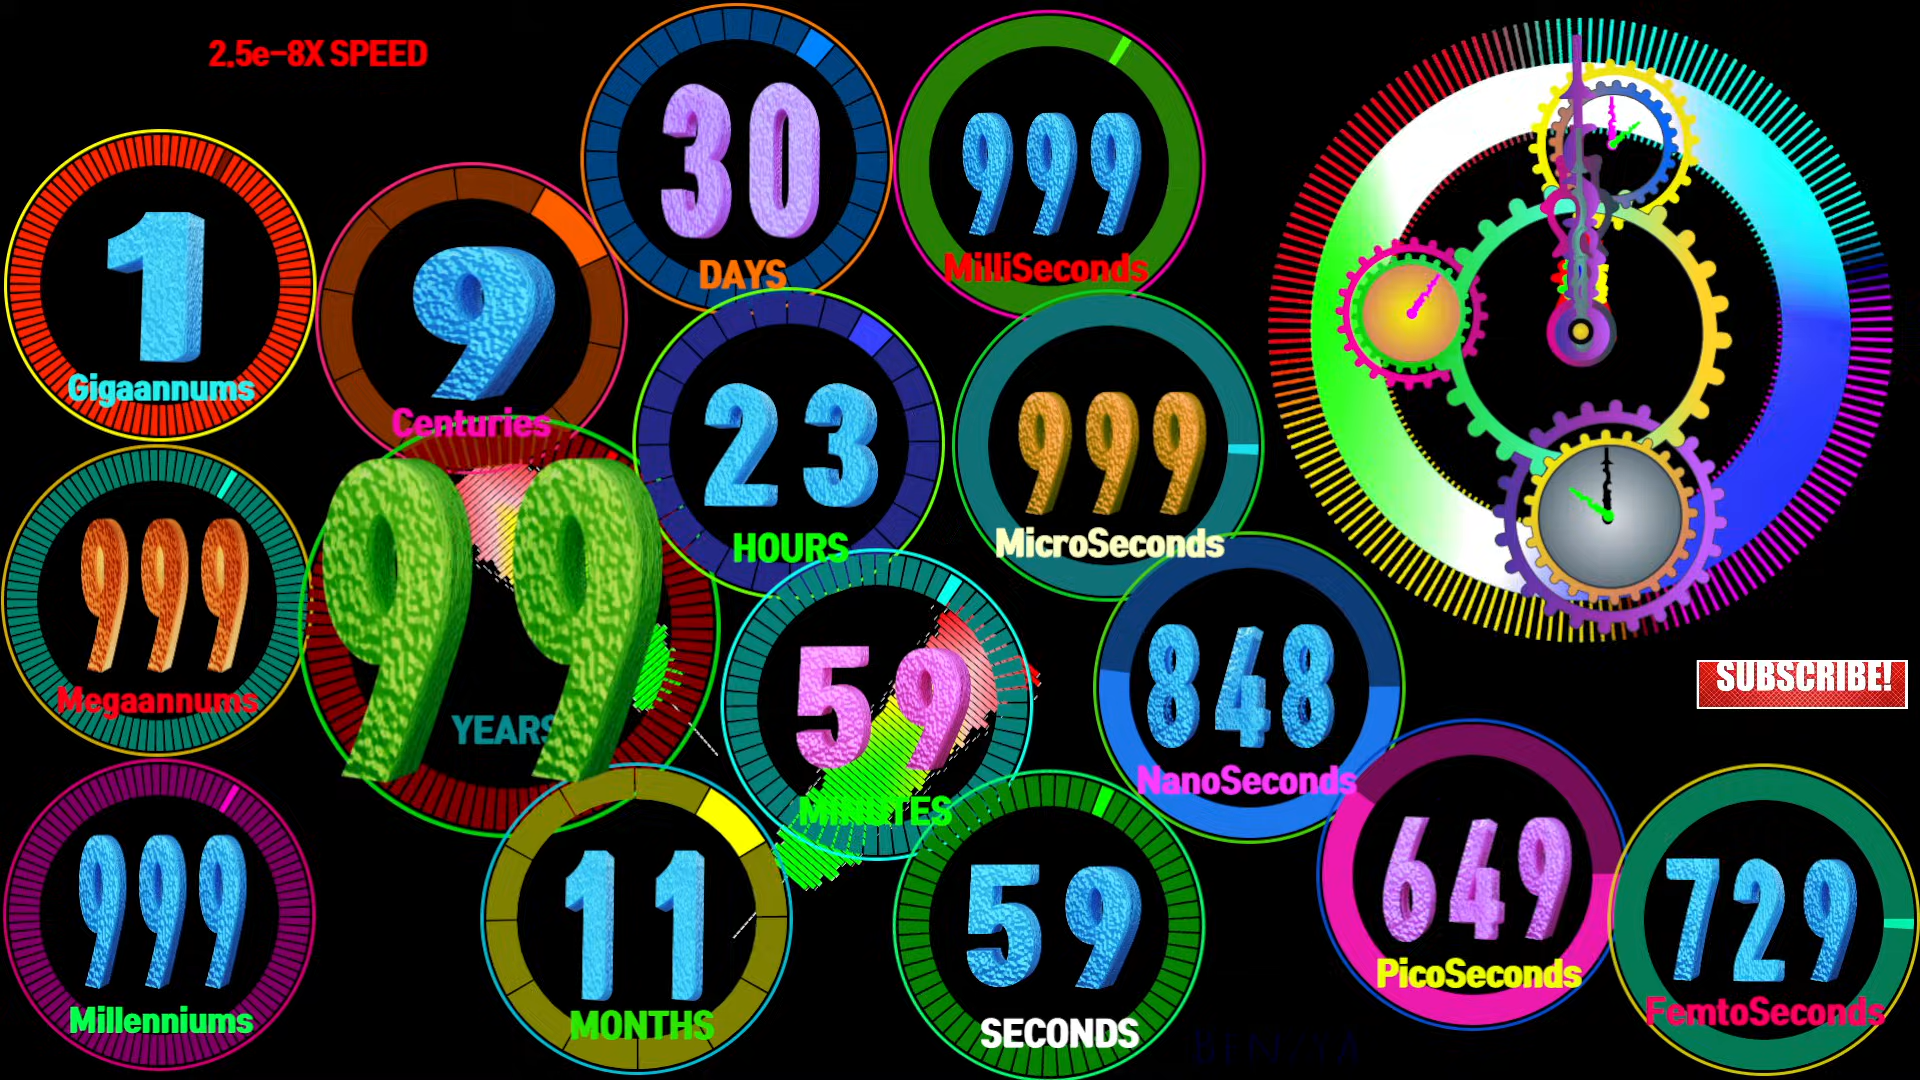 2.5e-8X SPEED
1
Gigaannums
9
Centuries
30
DAYS
999
MilliSeconds
999
Megaannums
99
YEARS
23
HOURS
999
MicroSeconds
59
MINUTES
848
NanoSeconds
SUBSCRIBE!
999
Millenniums
11
MONTHS
59
SECONDS
649
PicoSeconds
729
FemtoSeconds